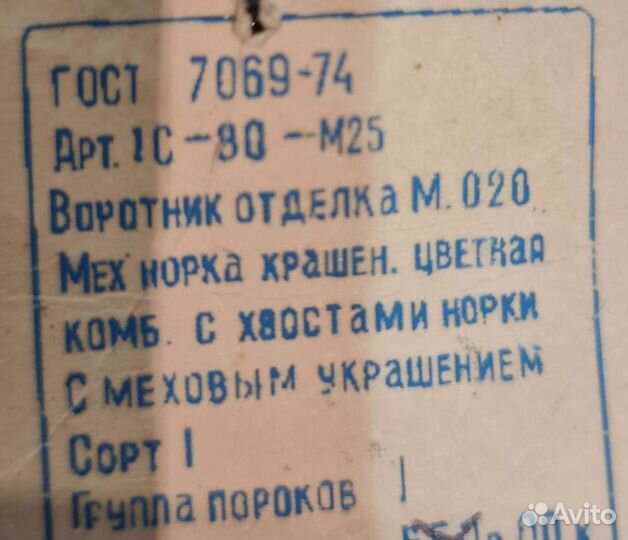 ГОСТ 7069-74
Арт. 1С-80-М25
Воротник отделка М.020
Мех норка крашен. цветная
комб. с хвостами норки
с меховым украшением
Сорт I
Группа пороков I
Avito